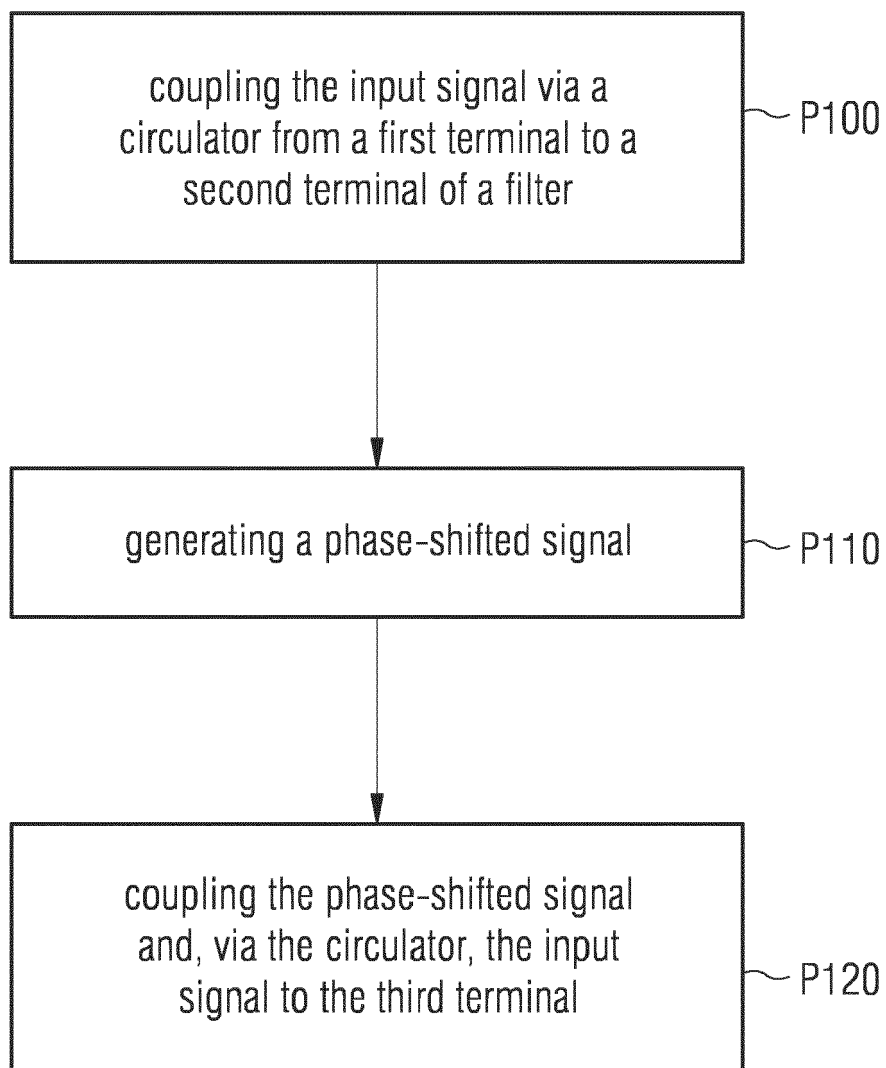 coupling the input signal via a
circulator from a first terminal to a
second terminal of a filter
P100
generating a phase-shifted signal
P110
coupling the phase-shifted signal
and, via the circulator, the input
signal to the third terminal
P120